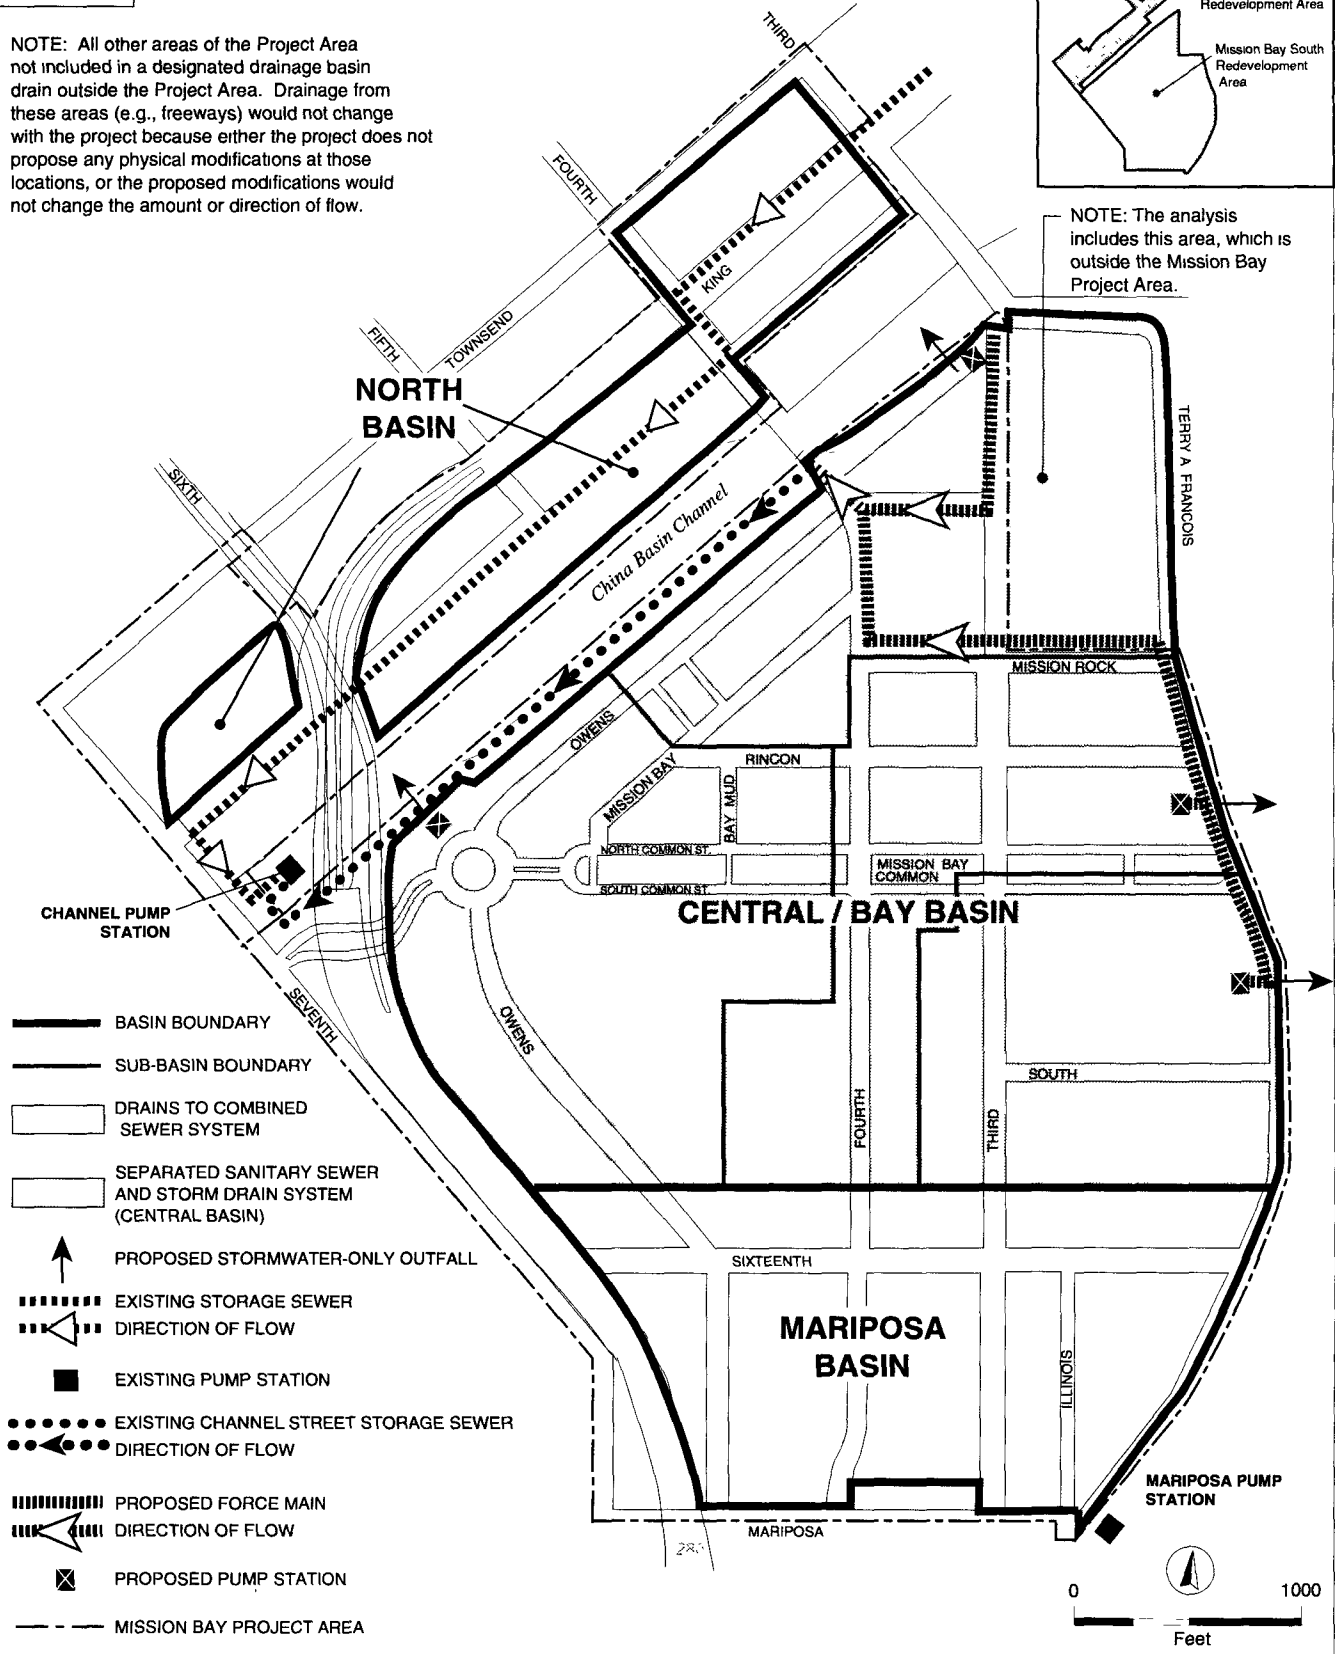 NOTE: All other areas of the Project Area
not included in a designated drainage basin
drain outside the Project Area. Drainage from
these areas (e.g., freeways) would not change
with the project because either the project does not
propose any physical modifications at those
locations, or the proposed modifications would
not change the amount or direction of flow.
Redevelopment Area
Mission Bay South
Redevelopment
Area
NOTE: The analysis
includes this area, which is
outside the Mission Bay
Project Area.
THIRD
FOURTH
KING
FIFTH
TOWNSEND
NORTH
BASIN
SIXTH
China Basin Channel
TERRY A FRANCOIS
MISSION ROCK
OWENS
RINCON
MISSION BAY
BAY MUD
NORTH COMMON ST.
MISSION BAY
COMMON
SOUTH COMMON ST.
CENTRAL / BAY BASIN
CHANNEL PUMP
STATION
SEVENTH
OWENS
FOURTH
THIRD
SOUTH
SIXTEENTH
MARIPOSA
BASIN
ILLINOIS
MARIPOSA PUMP
STATION
MARIPOSA
280
BASIN BOUNDARY
SUB-BASIN BOUNDARY
DRAINS TO COMBINED
SEWER SYSTEM
SEPARATED SANITARY SEWER
AND STORM DRAIN SYSTEM
(CENTRAL BASIN)
PROPOSED STORMWATER-ONLY OUTFALL
EXISTING STORAGE SEWER
DIRECTION OF FLOW
EXISTING PUMP STATION
EXISTING CHANNEL STREET STORAGE SEWER
DIRECTION OF FLOW
PROPOSED FORCE MAIN
DIRECTION OF FLOW
PROPOSED PUMP STATION
MISSION BAY PROJECT AREA
0 1000
Feet